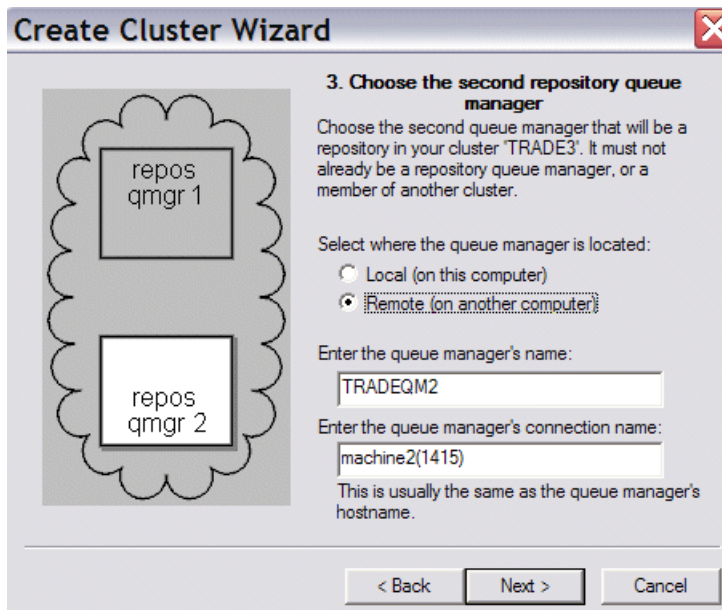 Create Cluster Wizard
repos
qmgr 1
repos
qmgr 2
3. Choose the second repository queue
manager
Choose the second queue manager that will be a
repository in your cluster 'TRADE3'. It must not
already be a repository queue manager, or a
member of another cluster.
Select where the queue manager is located:
Local (on this computer)
Remote (on another computer)
Enter the queue manager's name:
TRADEQM2
Enter the queue manager's connection name:
machine2(1415)
This is usually the same as the queue manager's
hostname.
< Back
Next >
Cancel